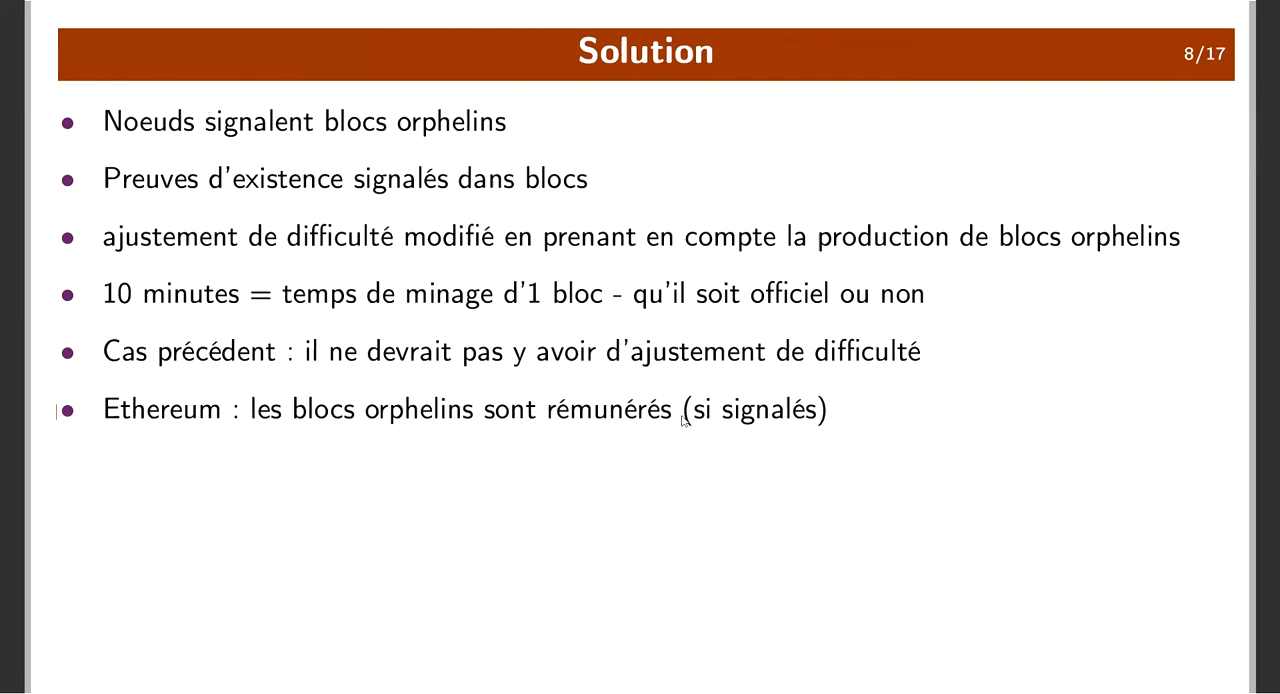 Solution
8/17
Noeuds signalent blocs orphelins
Preuves d'existence signalés dans blocs
ajustement de difficulté modifié en prenant en compte la production de blocs orphelins
10 minutes = temps de minage d'1 bloc - qu'il soit officiel ou non
Cas précédent : il ne devrait pas y avoir d'ajustement de difficulté
Ethereum : les blocs orphelins sont rémunérés (si signalés)